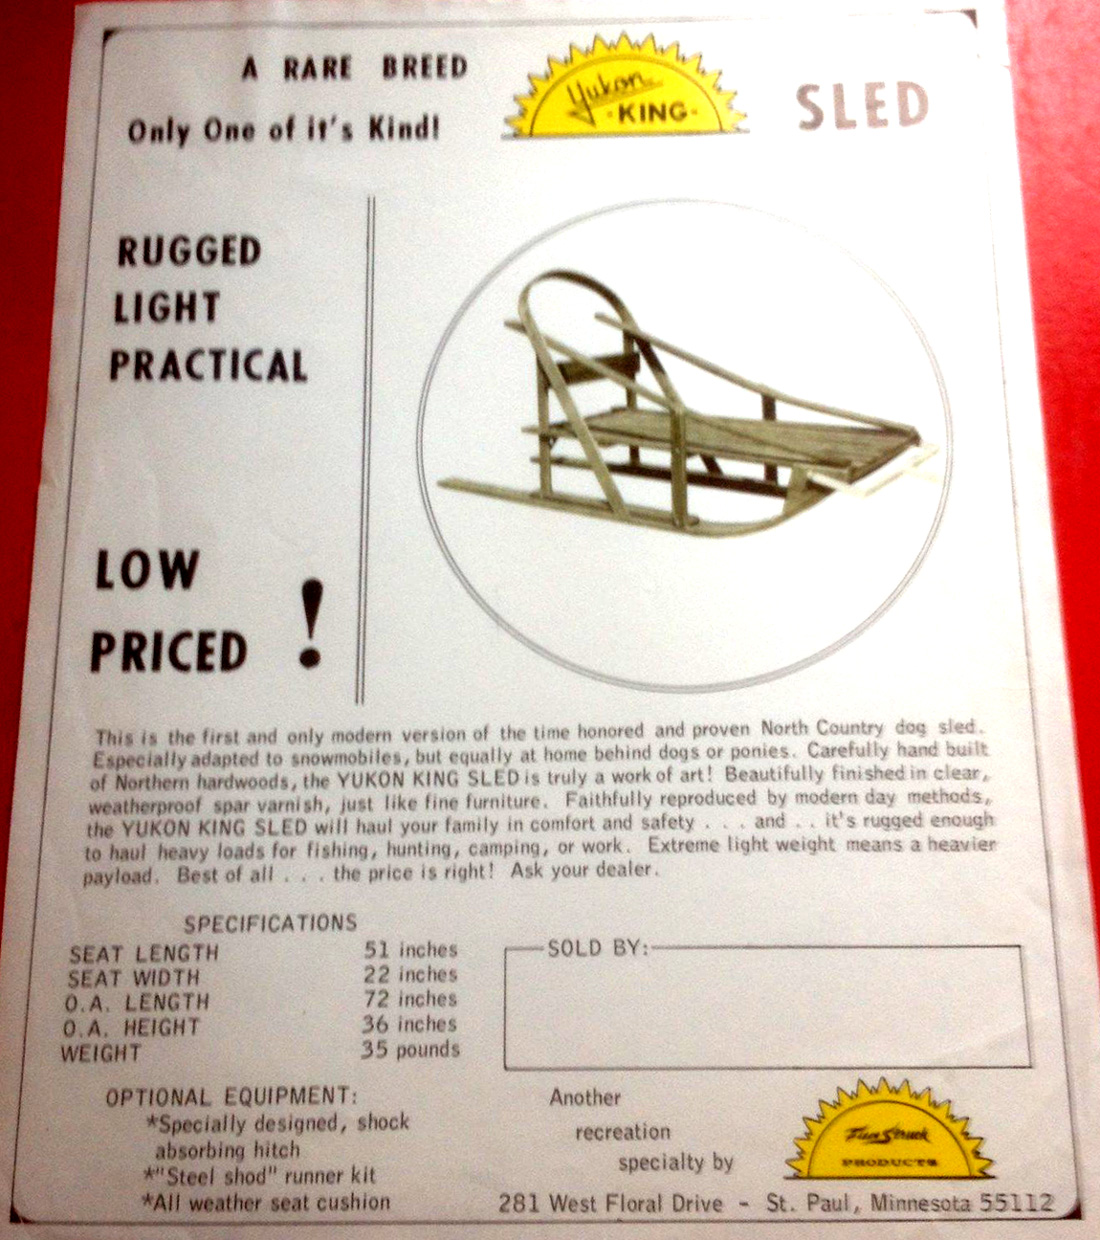 A RARE BREED
Only One of it's Kind!
Yukon
·KING·
SLED
RUGGED
LIGHT
PRACTICAL
LOW
PRICED !
This is the first and only modern version of the time honored and proven North Country dog sled.
Especially adapted to snowmobiles, but equally at home behind dogs or ponies. Carefully hand built
of Northern hardwoods, the YUKON KING SLED is truly a work of art! Beautifully finished in clear,
weatherproof spar varnish, just like fine furniture. Faithfully reproduced by modern day methods,
the YUKON KING SLED will haul your family in comfort and safety . . . and . . it's rugged enough
to haul heavy loads for fishing, hunting, camping, or work. Extreme light weight means a heavier
payload. Best of all . . . the price is right! Ask your dealer.
SPECIFICATIONS
SEAT LENGTH 51 inches
SEAT WIDTH 22 inches
O.A. LENGTH 72 inches
O.A. HEIGHT 36 inches
WEIGHT 35 pounds
SOLD BY:
OPTIONAL EQUIPMENT:
*Specially designed, shock
absorbing hitch
*"Steel shod" runner kit
*All weather seat cushion
Another
recreation
specialty by
PRODUCTS
281 West Floral Drive - St. Paul, Minnesota 55112